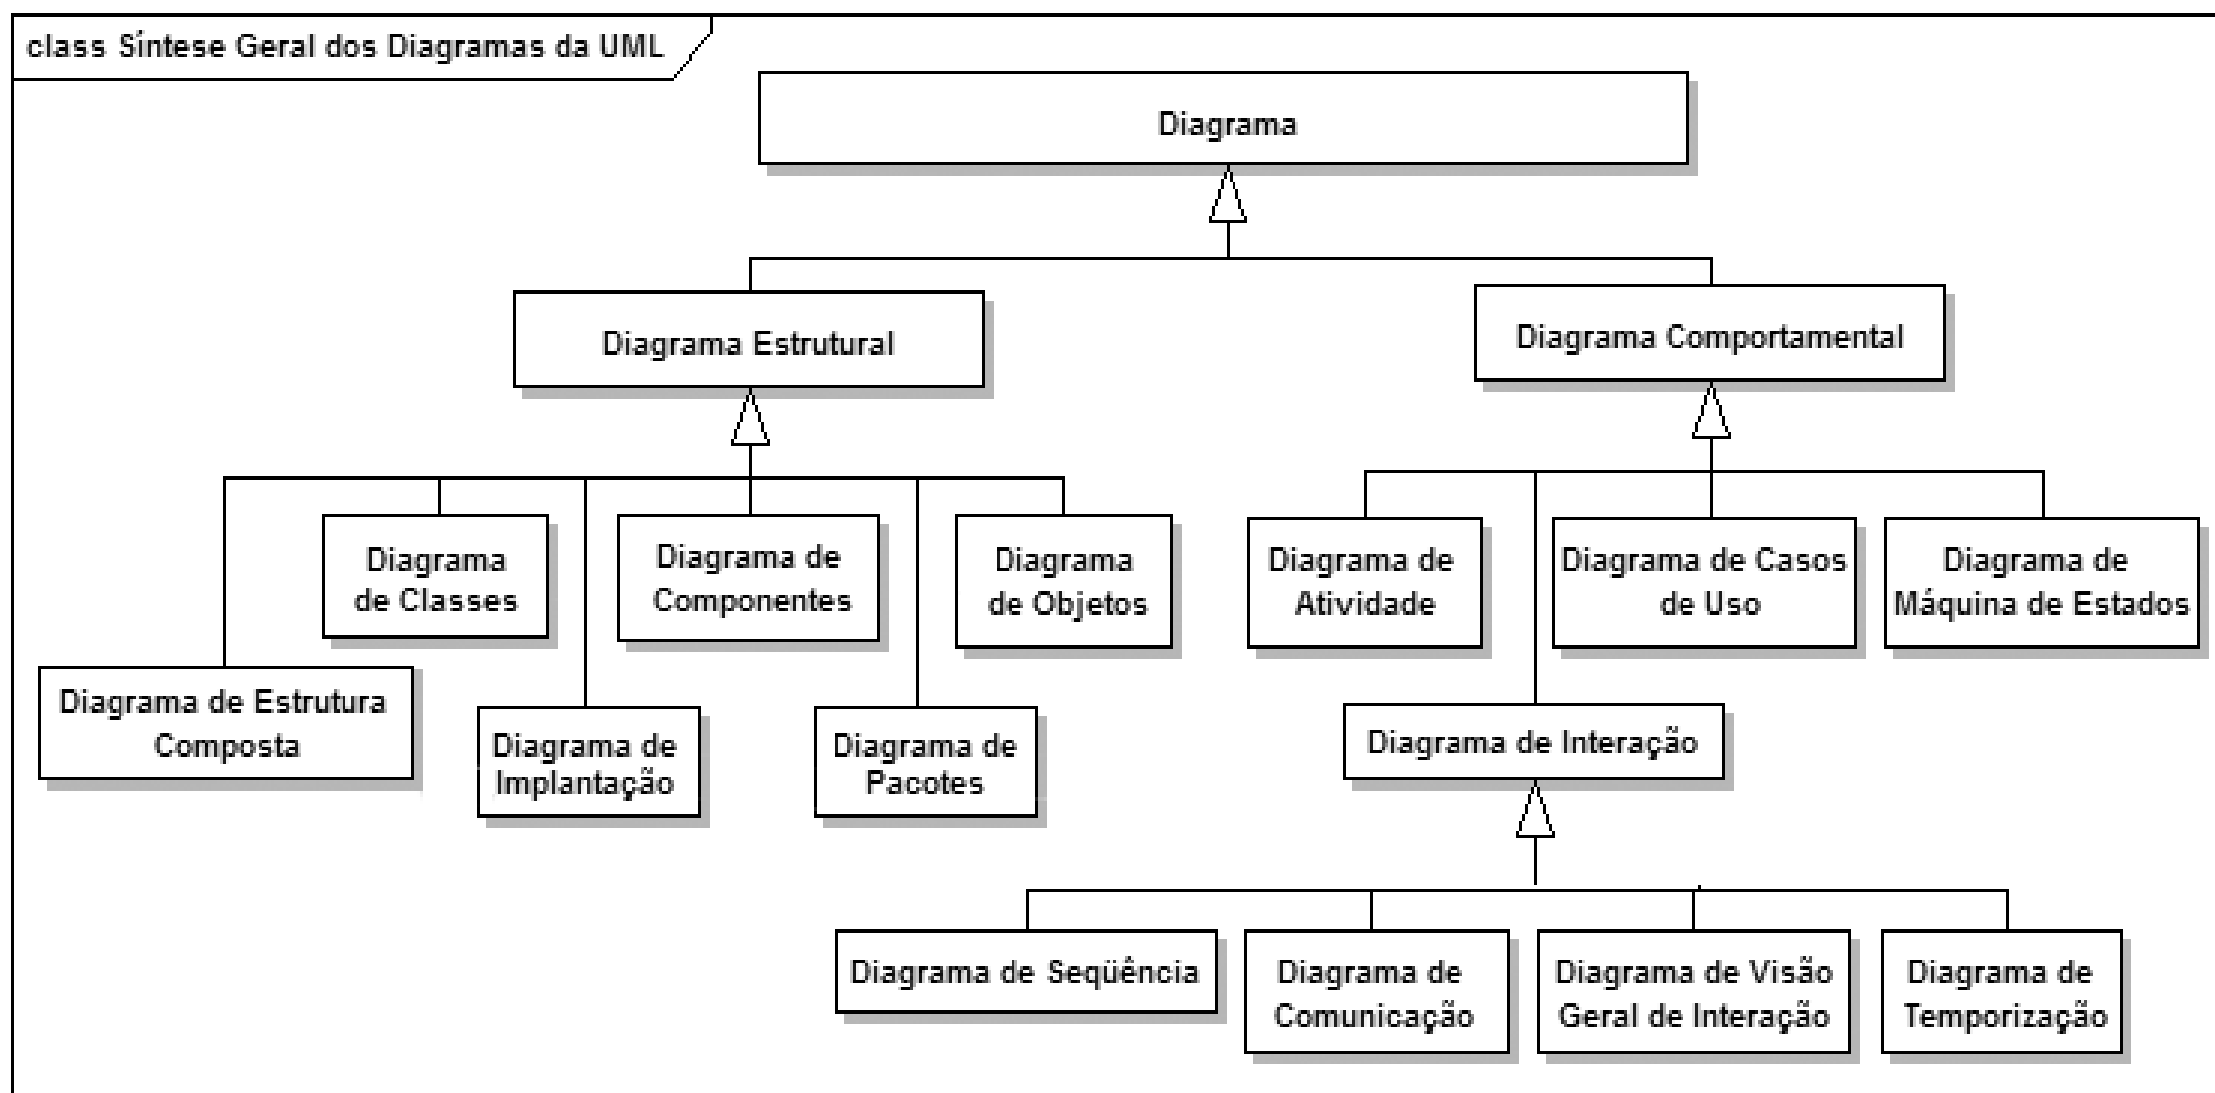 class Síntese Geral dos Diagramas da UML
Diagrama
Diagrama Estrutural
Diagrama Comportamental
Diagrama
de Classes
Diagrama de
Componentes
Diagrama
de Objetos
Diagrama de
Atividade
Diagrama de Casos
de Uso
Diagrama de
Máquina de Estados
Diagrama de Estrutura
Composta
Diagrama de
Implantação
Diagrama de
Pacotes
Diagrama de Interação
Diagrama de Seqüência
Diagrama de
Comunicação
Diagrama de Visão
Geral de Interação
Diagrama de
Temporização